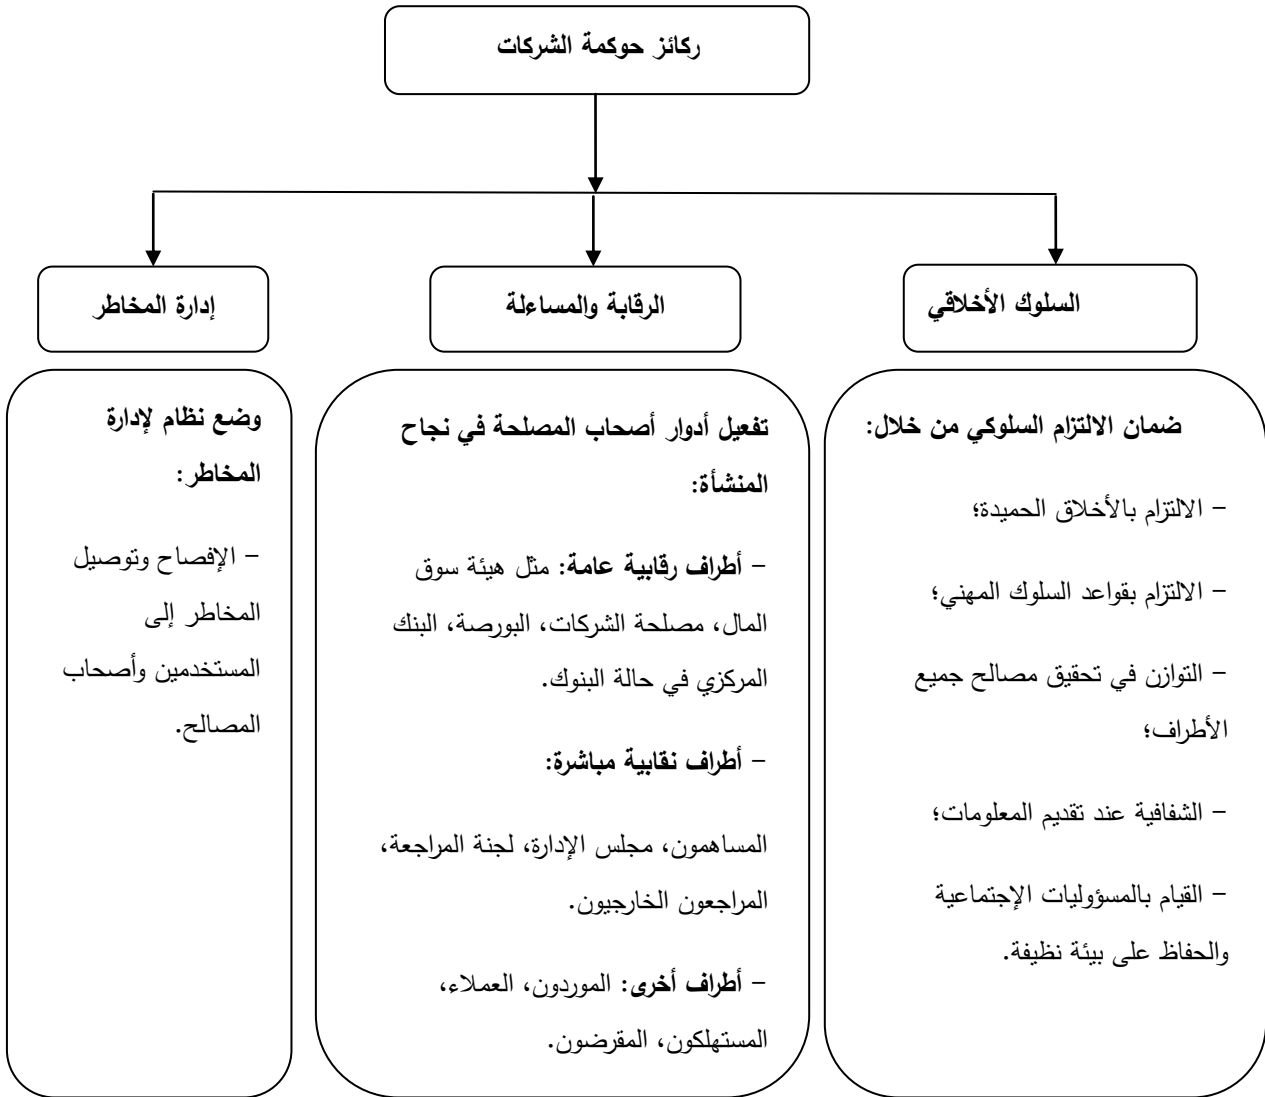 ركائز حوكمة الشركات
السلوك الأخلاقي
الرقابة والمساءلة
إدارة المخاطر
ضمان الالتزام السلوكي من خلال:
– الالتزام بالأخلاق الحميدة؛
– الالتزام بقواعد السلوك المهني؛
– التوازن في تحقيق مصالح جميع
الأطراف؛
– الشفافية عند تقديم المعلومات؛
– القيام بالمسؤوليات الإجتماعية
والحفاظ على بيئة نظيفة.
تفعيل أدوار أصحاب المصلحة في نجاح
المنشأة:
– أطراف رقابية عامة: مثل هيئة سوق
المال، مصلحة الشركات، البورصة، البنك
المركزي في حالة البنوك.
– أطراف نقابية مباشرة:
المساهمون، مجلس الإدارة، لجنة المراجعة،
المراجعون الخارجيون.
– أطراف أخرى: الموردون، العملاء،
المستهلكون، المقرضون.
وضع نظام لإدارة
المخاطر:
– الإفصاح وتوصيل
المخاطر إلى
المستخدمين وأصحاب
المصالح.